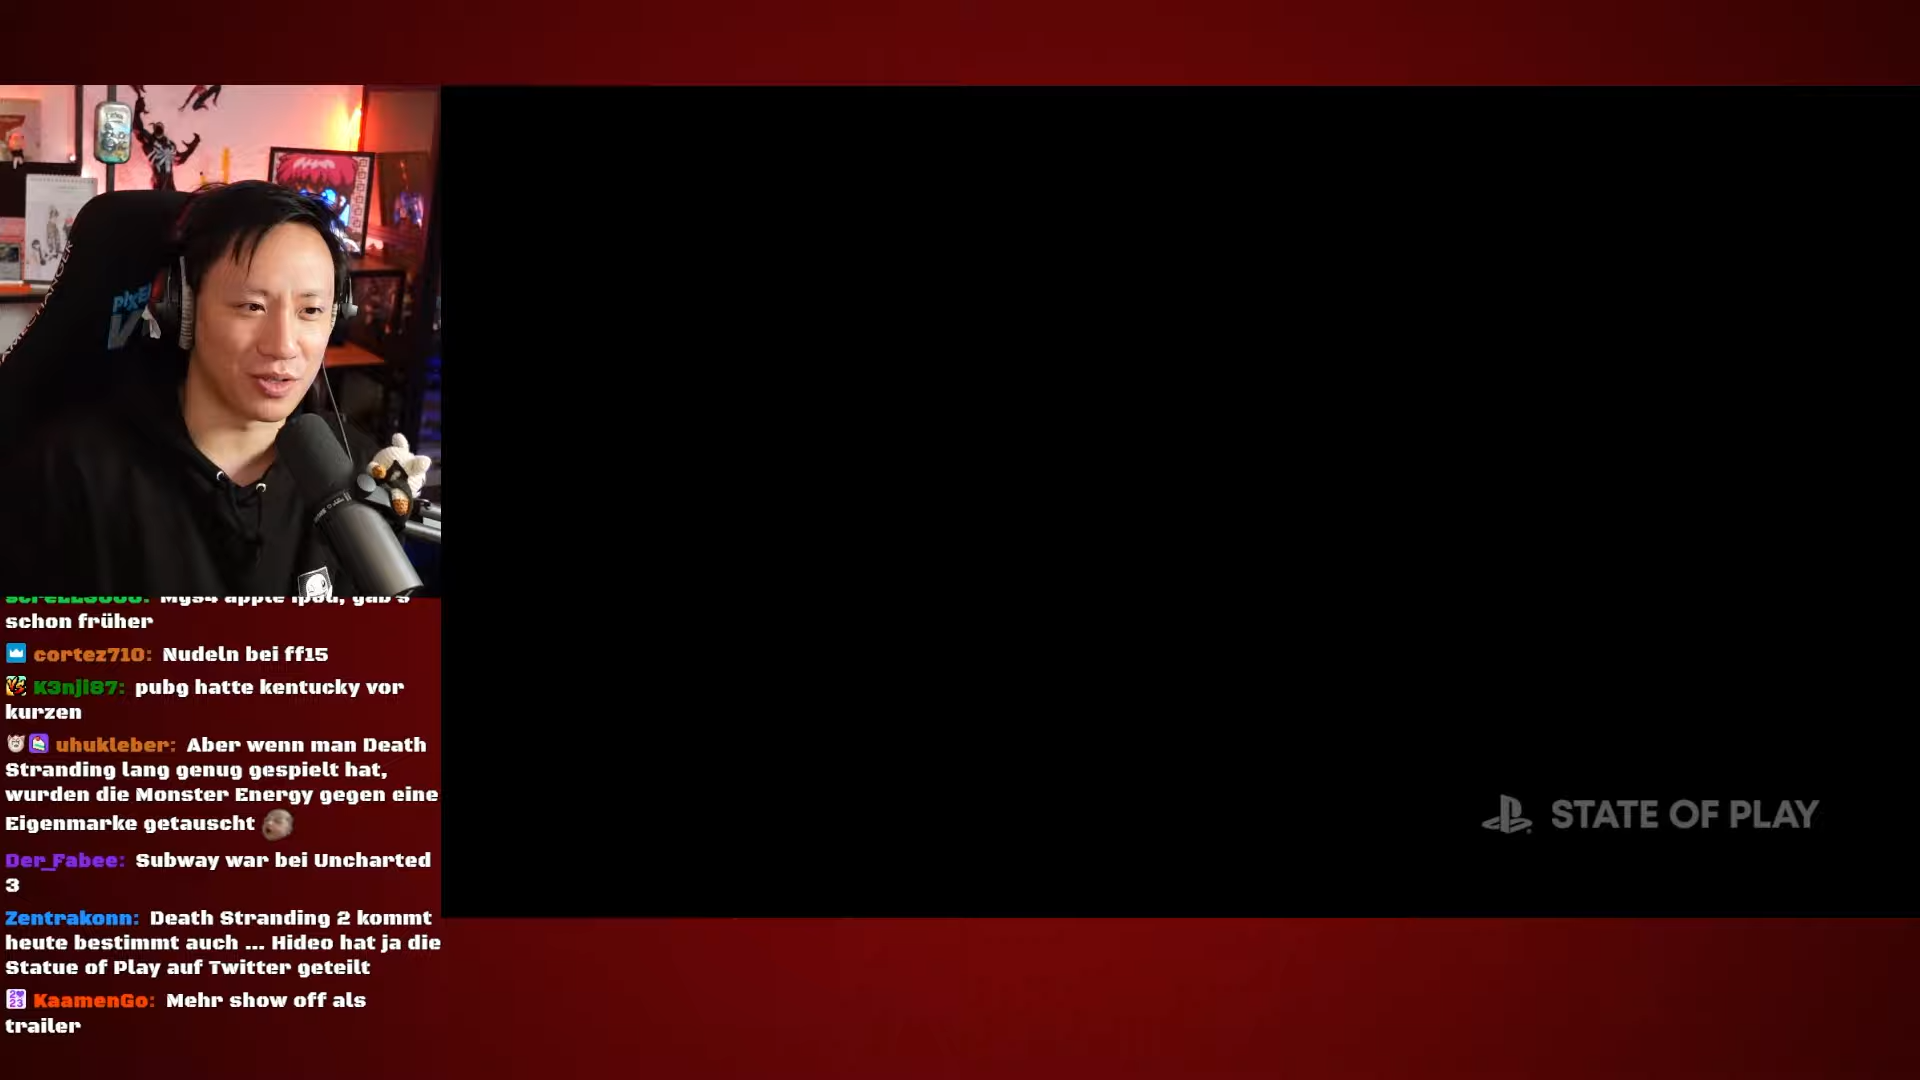 schon früher
cortez710: Nudeln bei ff15
K3nji87: pubg hatte kentucky vor
kurzen
uhukleber: Aber wenn man Death
Stranding lang genug gespielt hat,
wurden die Monster Energy gegen eine
Eigenmarke getauscht
Der_Fabee: Subway war bei Uncharted
3
Zentrakonn: Death Stranding 2 kommt
heute bestimmt auch ... Hideo hat ja die
Statue of Play auf Twitter geteilt
KaamenGo: Mehr show off als
trailer
STATE OF PLAY